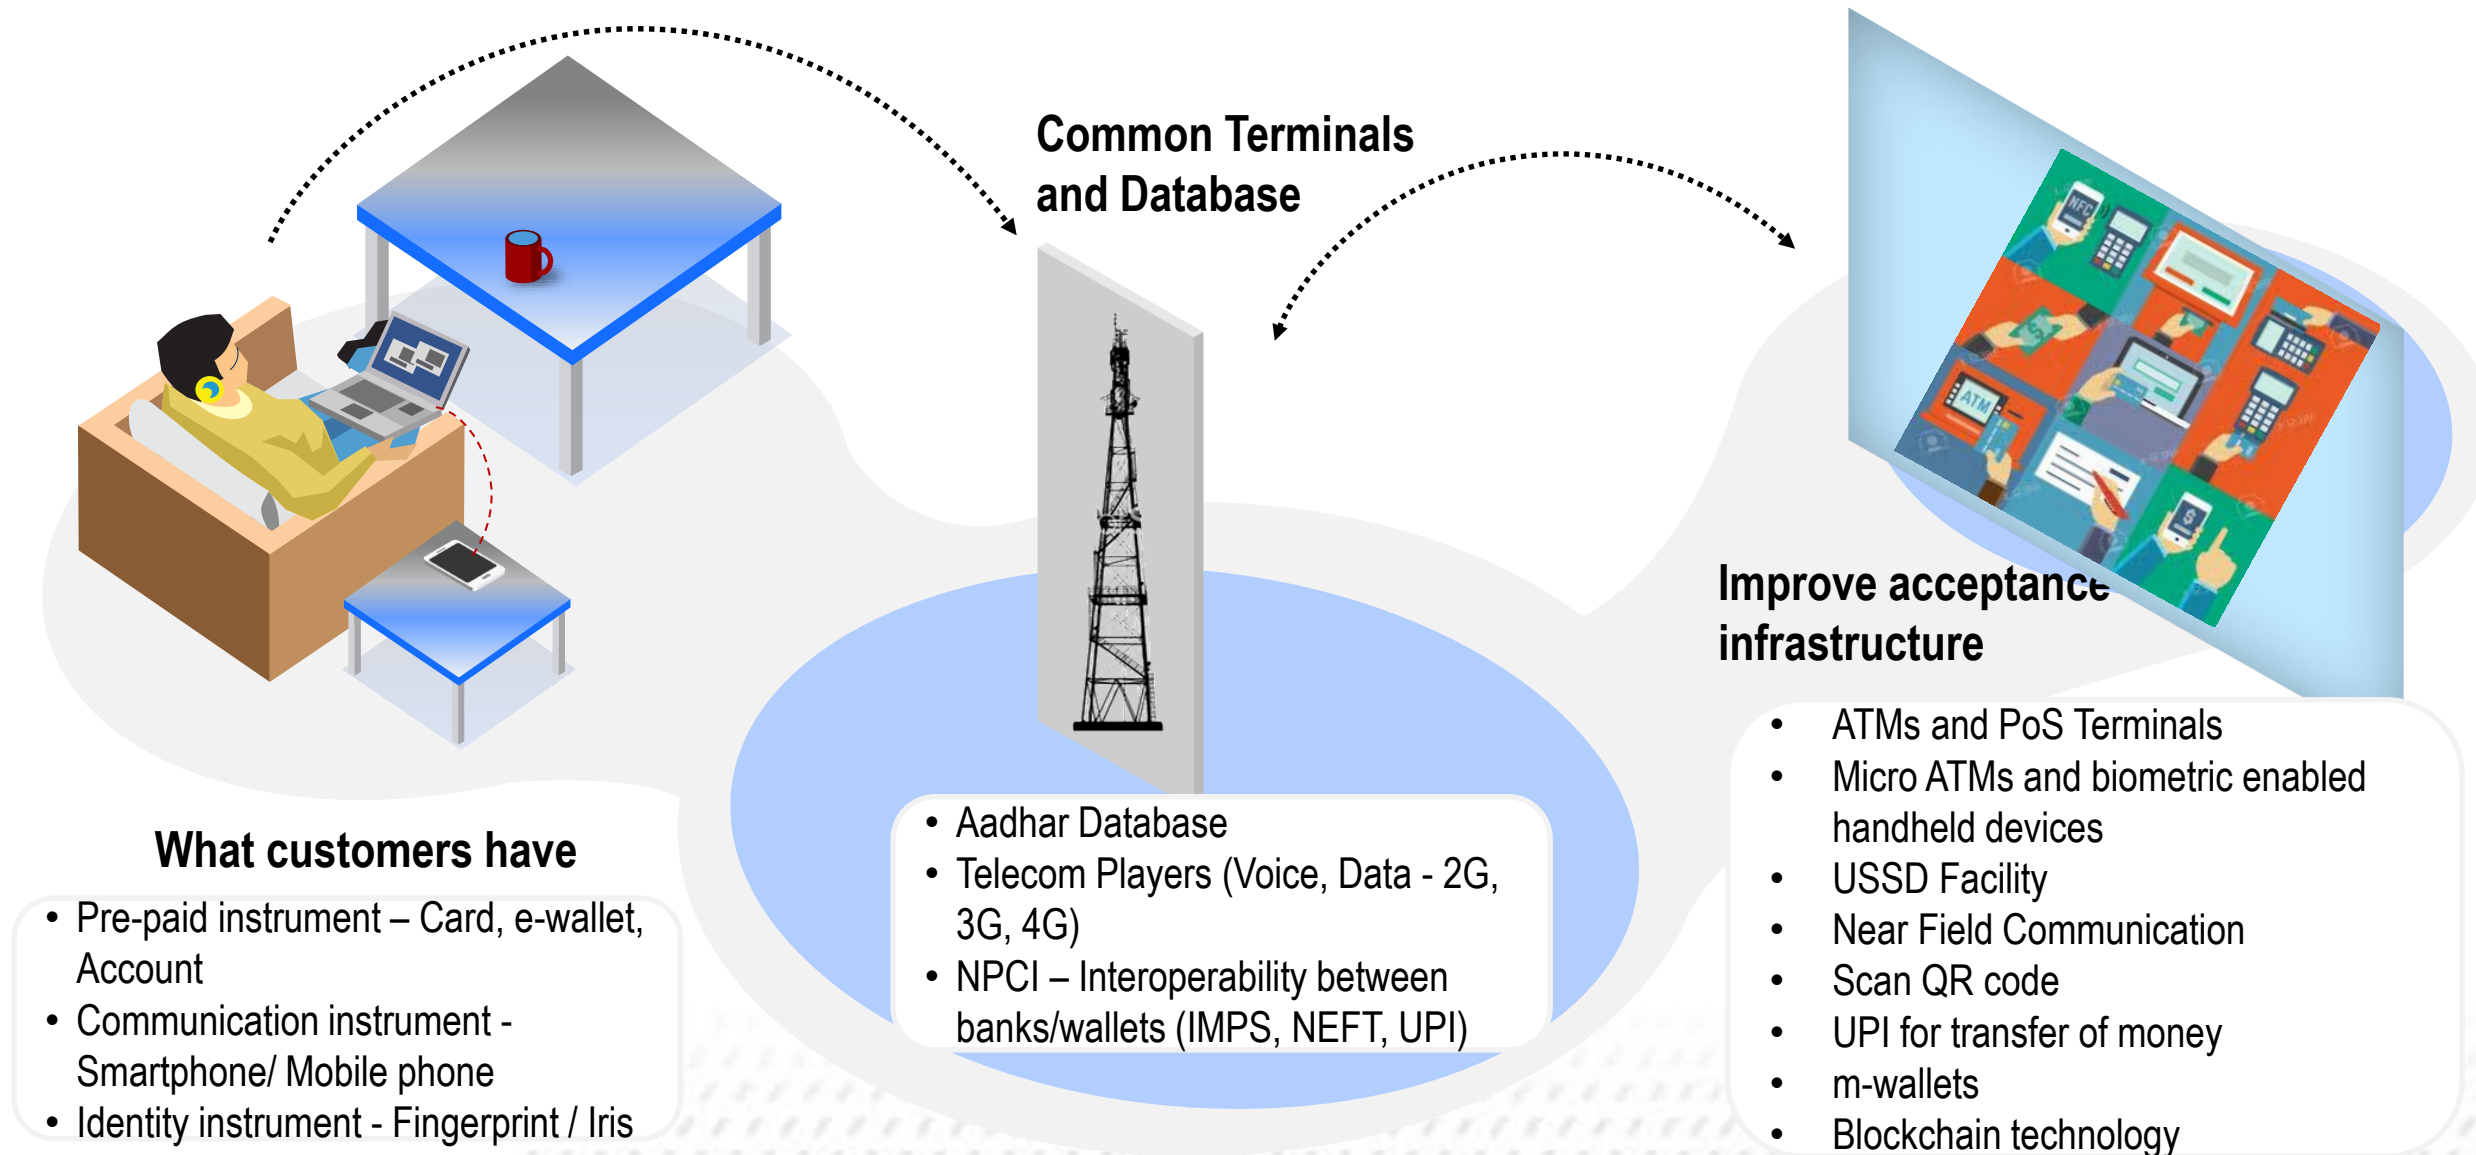 Common Terminals
and Database
NFC
ATM
$
$
Improve acceptance
infrastructure
What customers have
• Pre-paid instrument – Card, e-wallet,
Account
• Communication instrument -
Smartphone/ Mobile phone
• Identity instrument - Fingerprint / Iris
• Aadhar Database
• Telecom Players (Voice, Data - 2G,
3G, 4G)
• NPCI – Interoperability between
banks/wallets (IMPS, NEFT, UPI)
• ATMs and PoS Terminals
• Micro ATMs and biometric enabled
handheld devices
• USSD Facility
• Near Field Communication
• Scan QR code
• UPI for transfer of money
• m-wallets
• Blockchain technology